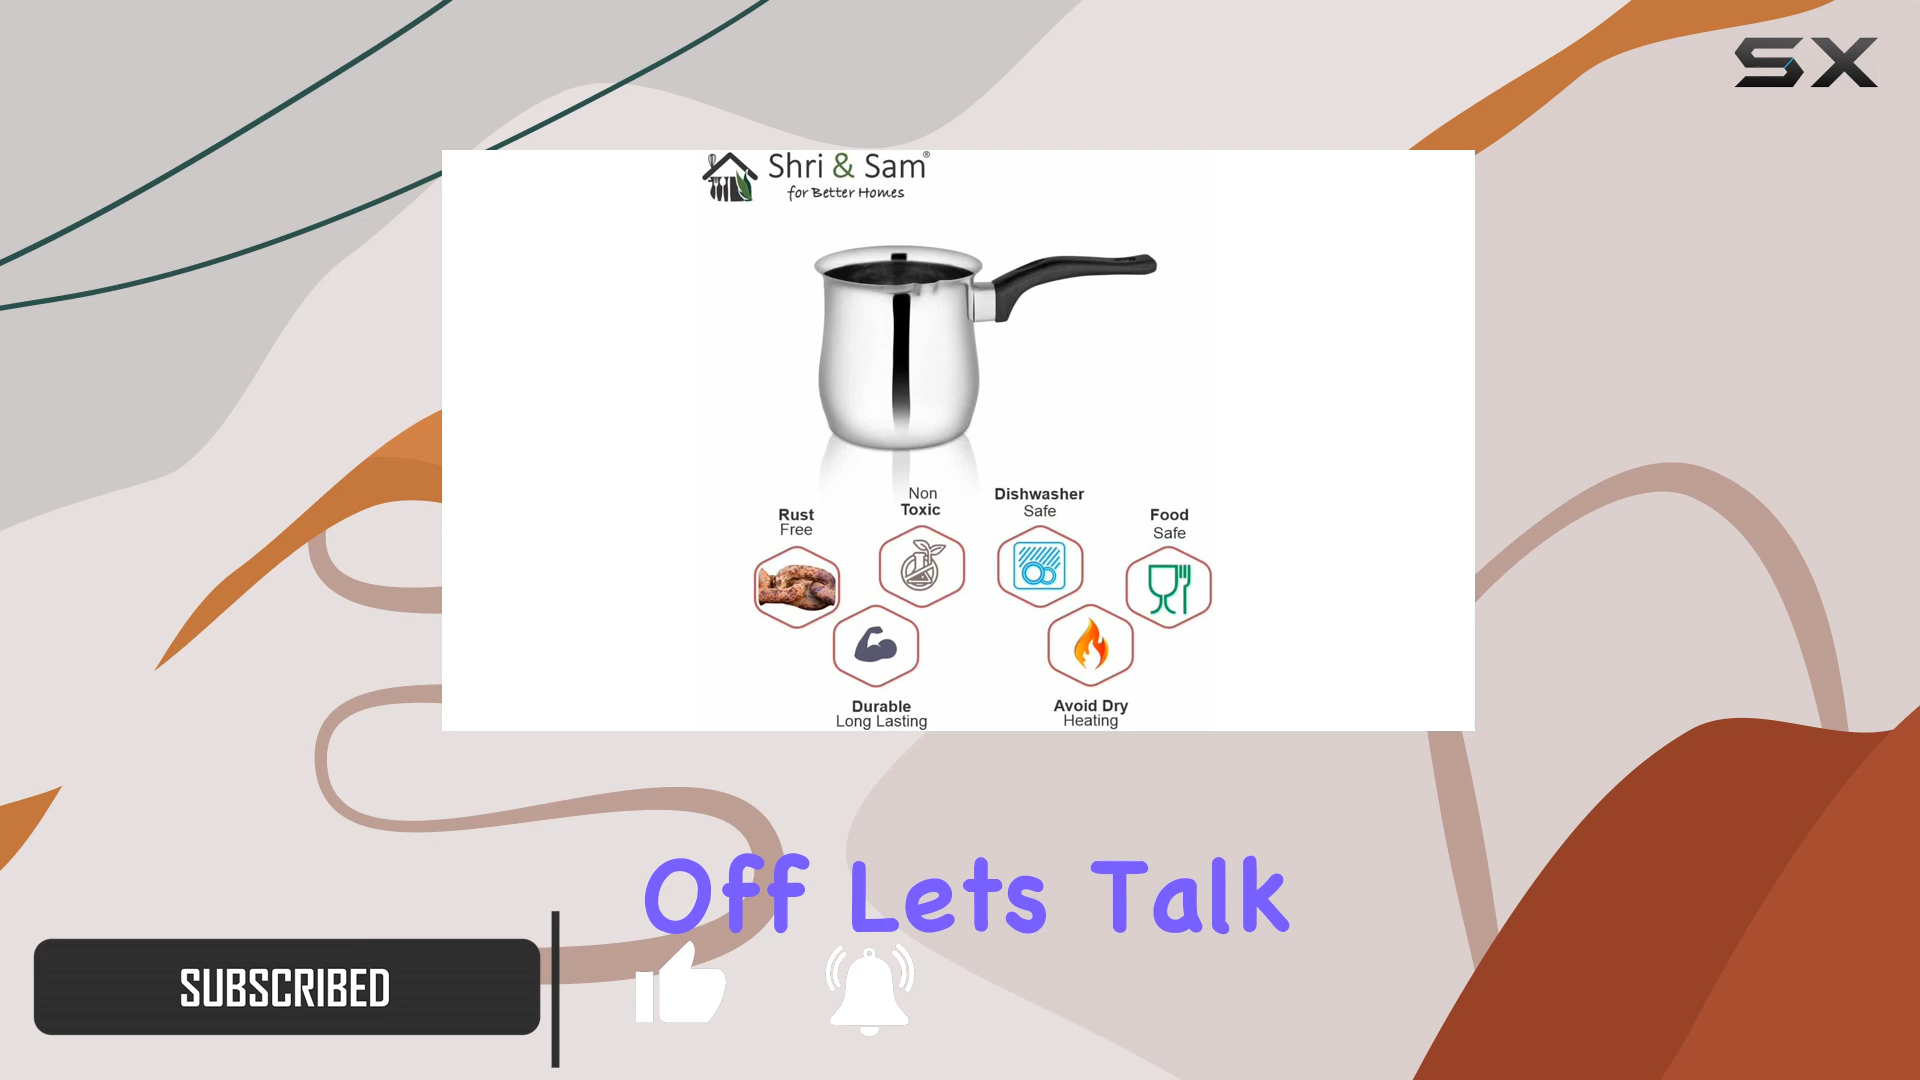 SX
Shri & Sam®
for Better Homes
Non
Toxic
Dishwasher
Safe
Rust
Free
Food
Safe
Durable
Long Lasting
Avoid Dry
Heating
Off Lets Talk
SUBSCRIBED